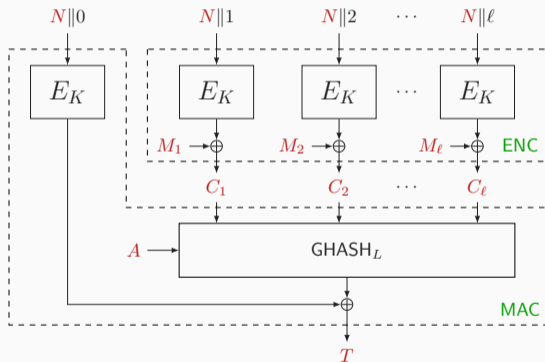 N∥0 N∥1 N∥2 ⋯ N∥ℓ
E_K E_K E_K ⋯ E_K
M_1 M_2 M_ℓ ENC
C_1 C_2 ⋯ C_ℓ
A GHASH_L
MAC
T